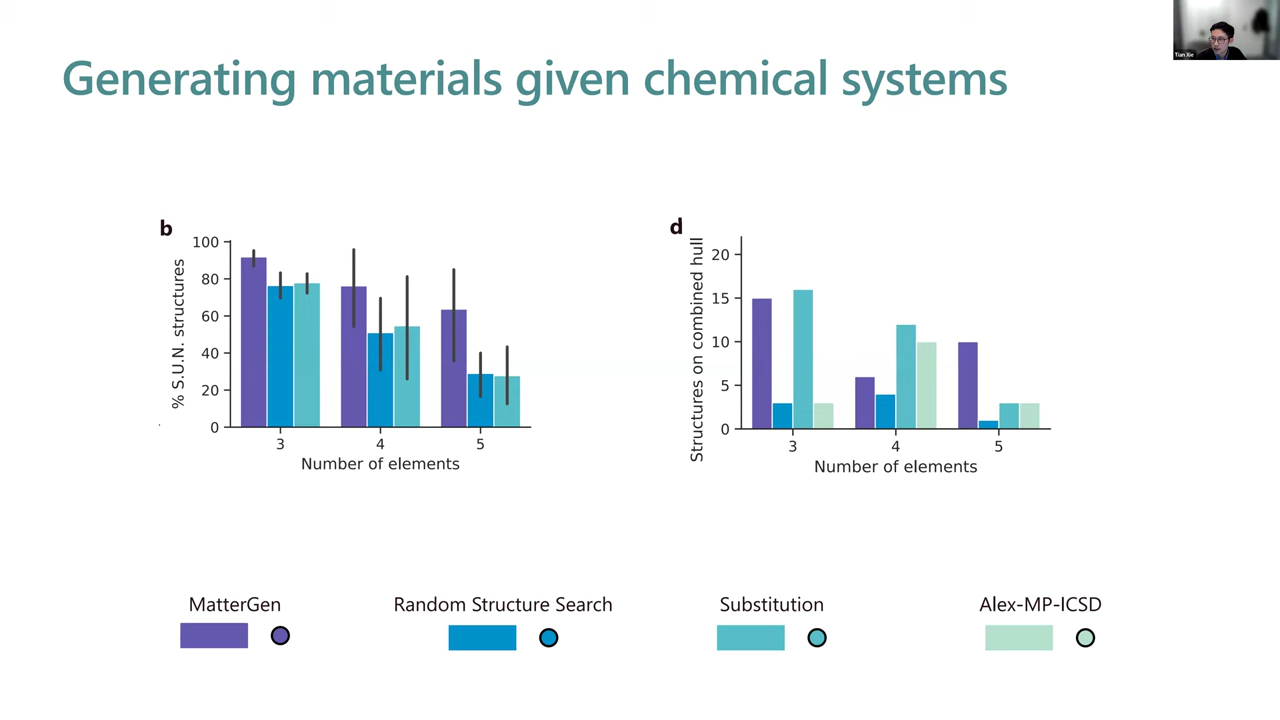 Generating materials given chemical systems
Tian Xie
b
% S.U.N. structures
100
80
60
40
20
0
3 4 5
Number of elements
d
Structures on combined hull
20
15
10
5
0
3 4 5
Number of elements
MatterGen
Random Structure Search
Substitution
Alex-MP-ICSD